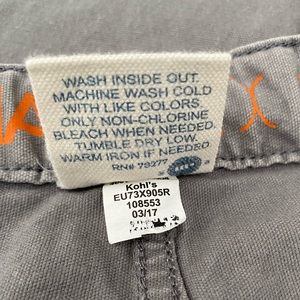 WASH INSIDE OUT.
MACHINE WASH COLD
WITH LIKE COLORS.
ONLY NON-CHLORINE
BLEACH WHEN NEEDED.
TUMBLE DRY LOW.
WARM IRON IF NEEDED.
RN# 73277
Kohl's
EU73X905R
108553
03/17